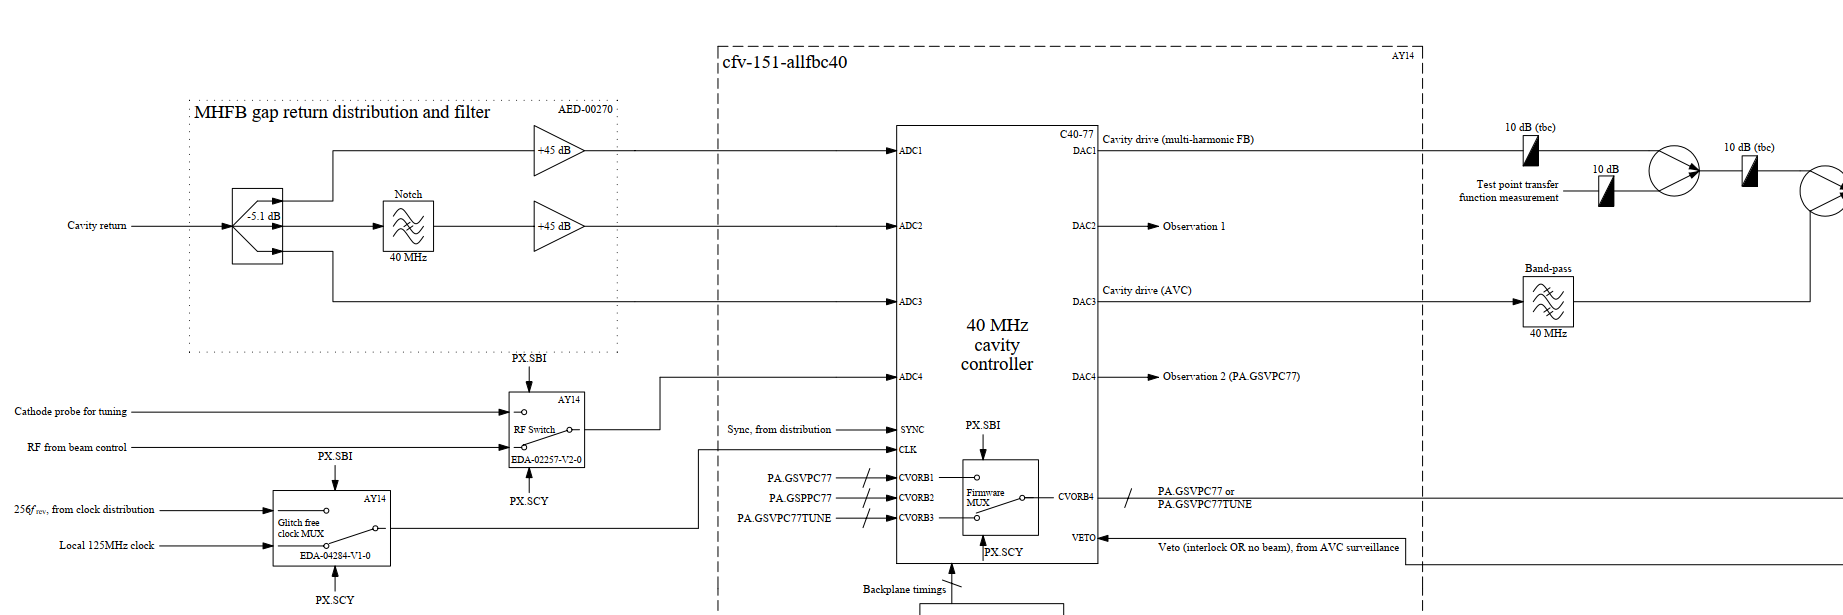 cfv-151-allfbc40
AY14
MHFB gap return distribution and filter
AED-00270
+45 dB
Notch
-5.1 dB
+45 dB
Cavity return
40 MHz
C40-77
ADC1
DAC1
Cavity drive (multi-harmonic FB)
ADC2
DAC2
Observation 1
ADC3
DAC3
Cavity drive (AVC)
40 MHz
cavity
controller
ADC4
DAC4
Observation 2 (PA.GSVPC77)
10 dB (tbc)
10 dB
10 dB (tbc)
Test point transfer
function measurement
Band-pass
40 MHz
PX.SBI
AY14
Cathode probe for tuning
RF Switch
RF from beam control
EDA-02257-V2-0
PX.SCY
PX.SBI
AY14
256frev, from clock distribution
Glitch free
clock MUX
Local 125MHz clock
EDA-04284-V1-0
PX.SCY
Sync, from distribution
SYNC
CLK
PX.SBI
PA.GSVPC77
CVORB1
PA.GSPPC77
CVORB2
PA.GSVPC77TUNE
CVORB3
Firmware
MUX
CVORB4
PX.SCY
PA.GSVPC77 or
PA.GSVPC77TUNE
VETO
Veto (interlock OR no beam), from AVC surveillance
Backplane timings